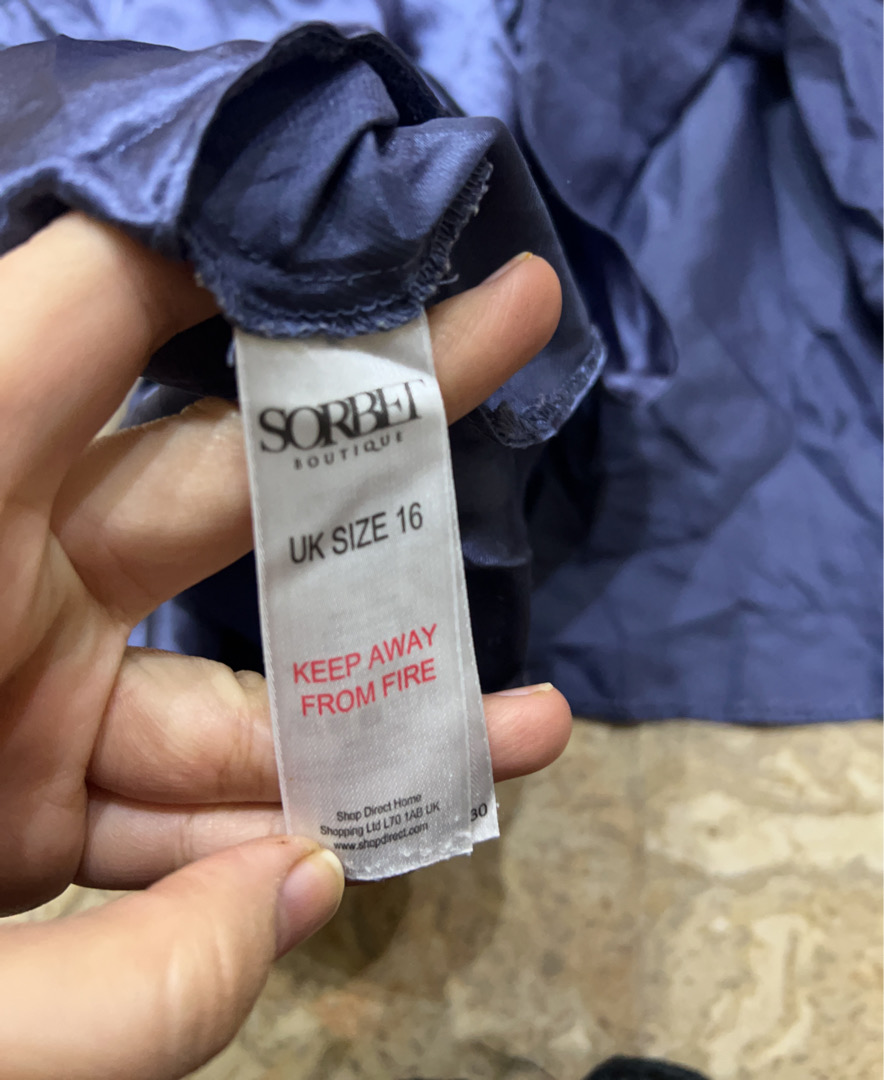 SORBET
BOUTIQUE
UK SIZE 16
KEEP AWAY
FROM FIRE
Shop Direct Home
Shopping Ltd L70 1AB UK
www.shopdirect.com
30